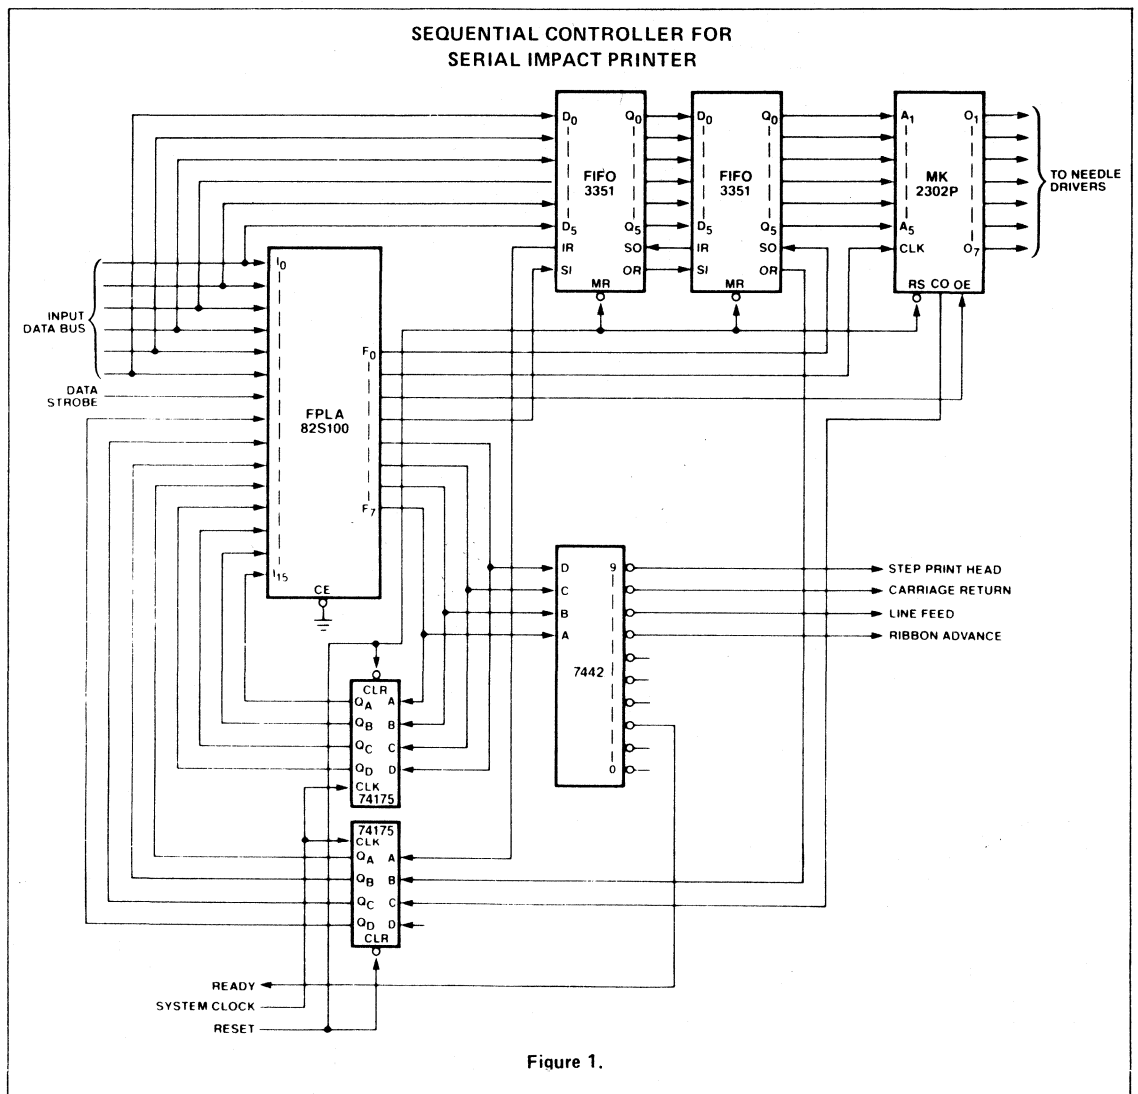 SEQUENTIAL CONTROLLER FOR
SERIAL IMPACT PRINTER
D0 Q0 D0 Q0 A1 O1
FIFO
3351
FIFO
3351
MK
2302P
TO NEEDLE
DRIVERS
D5 Q5 D5 Q5 A5 O7
IR SO IR SO CLK
SI OR SI OR
MR MR RS CO OE
INPUT
DATA BUS
DATA
STROBE
I0
F0
FPLA
82S100
F7
I15
CE
D 9
C
B
A
7442
0
STEP PRINT HEAD
CARRIAGE RETURN
LINE FEED
RIBBON ADVANCE
CLR
QA A
QB B
QC C
QD D
CLK
74175
74175
CLK
QA A
QB B
QC C
QD D
CLR
READY
SYSTEM CLOCK
RESET
Figure 1.